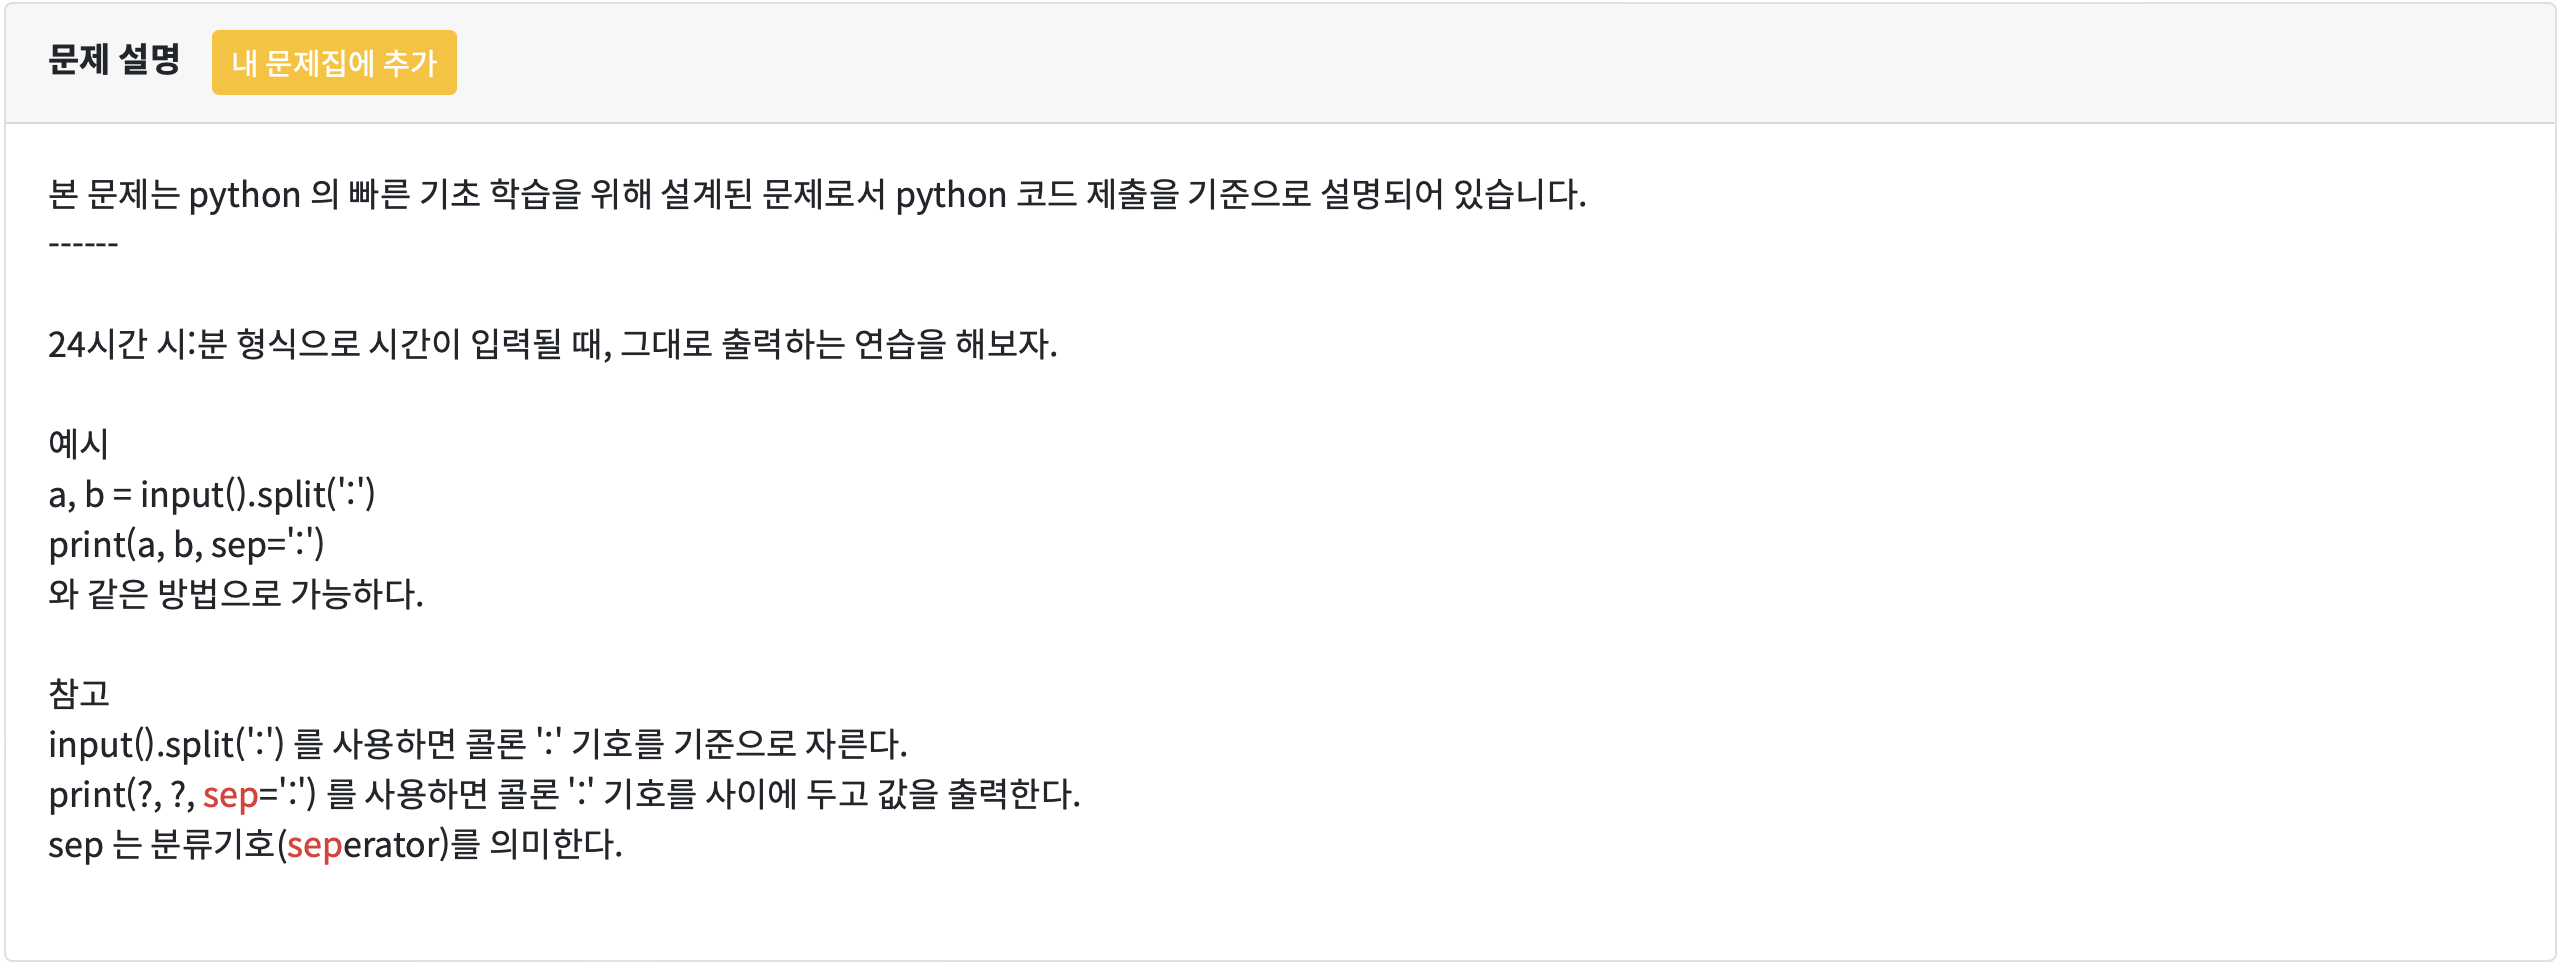 문제 설명
내 문제집에 추가
본 문제는 python 의 빠른 기초 학습을 위해 설계된 문제로서 python 코드 제출을 기준으로 설명되어 있습니다.
------
24시간 시:분 형식으로 시간이 입력될 때, 그대로 출력하는 연습을 해보자.
예시
a, b = input().split(':')
print(a, b, sep=':')
와 같은 방법으로 가능하다.
참고
input().split(':') 를 사용하면 콜론 ':' 기호를 기준으로 자른다.
print(?, ?, sep=':') 를 사용하면 콜론 ':' 기호를 사이에 두고 값을 출력한다.
sep 는 분류기호(seperator)를 의미한다.